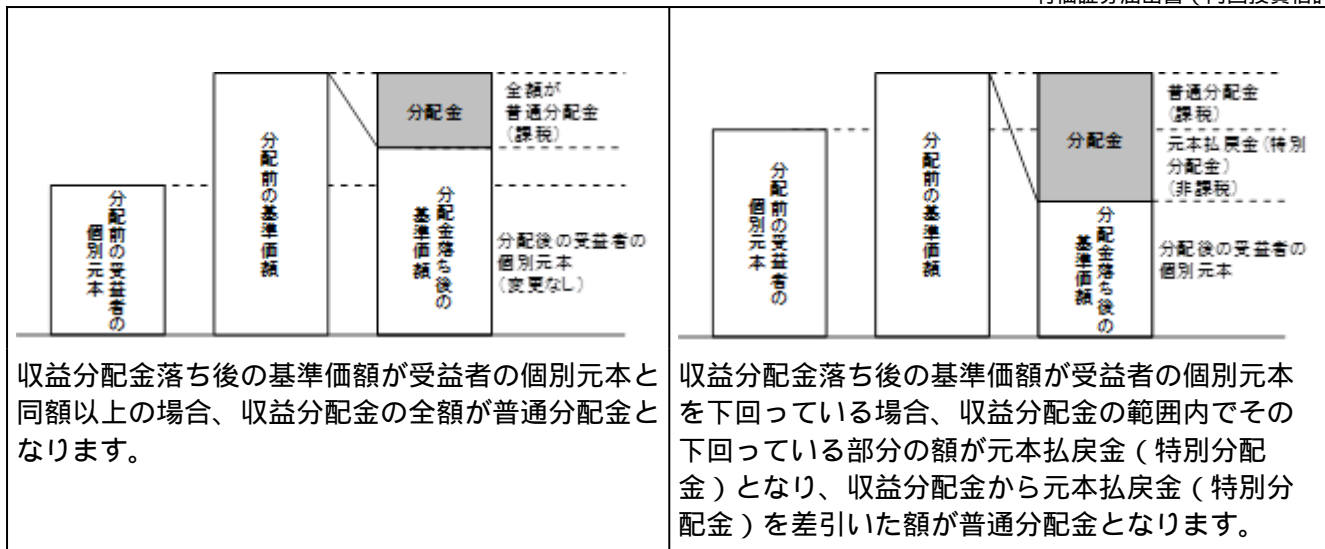 分配前の受益者の
個別元本
分配前の基準価額
分配金
分配金落ち後の
基準価額
全額が
普通分配金
(課税)
分配後の受益者の
個別元本
(変更なし)
収益分配金落ち後の基準価額が受益者の個別元本と
同額以上の場合、収益分配金の全額が普通分配金と
なります。
分配前の受益者の
個別元本
分配前の基準価額
分配金
分配金落ち後の
基準価額
普通分配金
(課税)
元本払戻金(特別
分配金)
(非課税)
分配後の受益者の
個別元本
収益分配金落ち後の基準価額が受益者の個別元本
を下回っている場合、収益分配金の範囲内でその
下回っている部分の額が元本払戻金(特別分配
金)となり、収益分配金から元本払戻金(特別分
配金)を差引いた額が普通分配金となります。